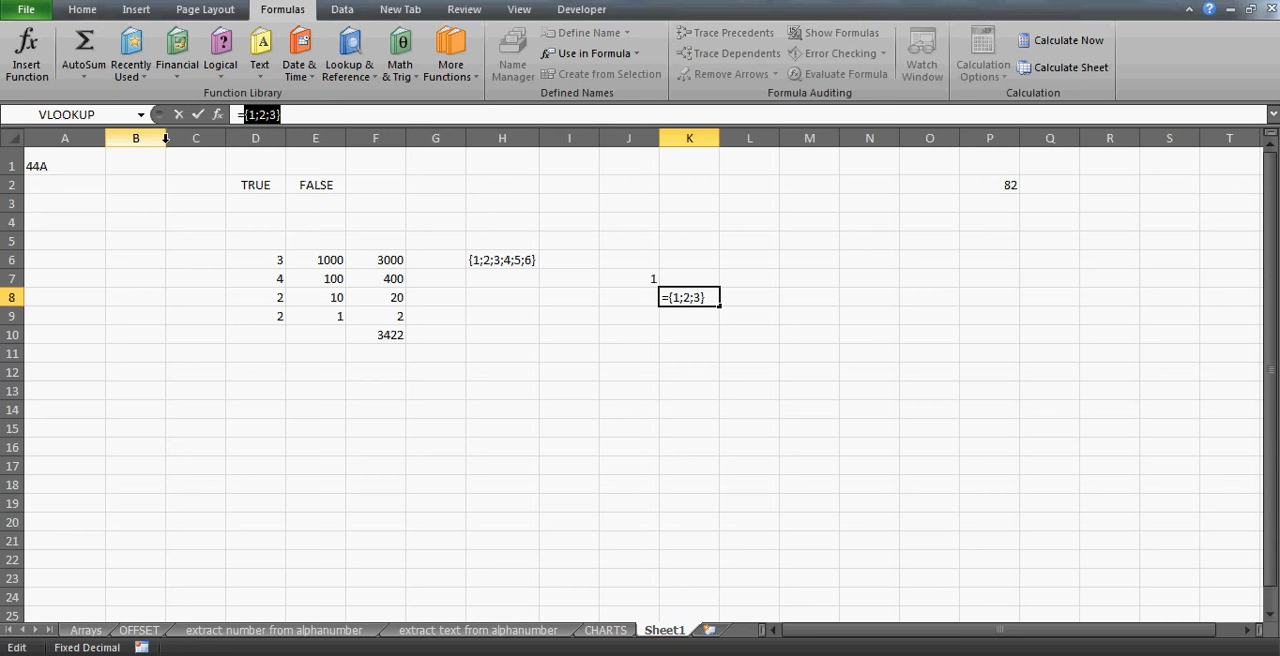 File Home Insert Page Layout Formulas Data New Tab Review View Developer
fx Σ θ
Insert Function AutoSum Recently Used Financial Logical Text Date & Time Lookup & Reference Math & Trig More Functions
Function Library
Name Manager Define Name Use in Formula Create from Selection
Defined Names
Trace Precedents Trace Dependents Remove Arrows Show Formulas Error Checking Evaluate Formula Watch Window
Formula Auditing
Calculation Options Calculate Now Calculate Sheet
Calculation
VLOOKUP fx ={1;2;3}
A B C D E F G H I J K L M N O P Q R S T
1 44A
2 TRUE FALSE 82
3
4
5
6 3 1000 3000 {1;2;3;4;5;6}
7 4 100 400 1
8 2 10 20 ={1;2;3}
9 2 1 2
10 3422
11
12
13
14
15
16
17
18
19
20
21
22
23
24
25
Arrays OFFSET extract number from alphanumber extract text from alphanumber CHARTS Sheet1
Edit Fixed Decimal